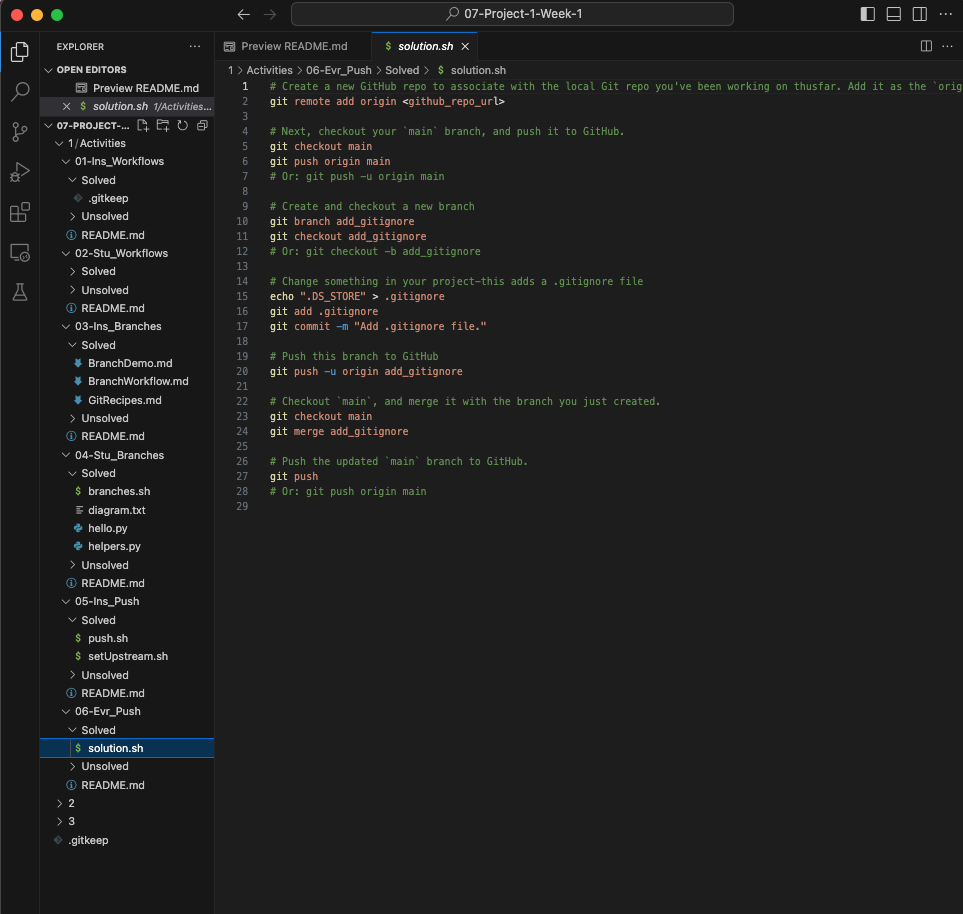 07-Project-1-Week-1
EXPLORER
OPEN EDITORS
Preview README.md
solution.sh 1/Activities...
07-PROJECT-...
1/Activities
01-Ins_Workflows
Solved
.gitkeep
Unsolved
README.md
02-Stu_Workflows
Solved
Unsolved
README.md
03-Ins_Branches
Solved
BranchDemo.md
BranchWorkflow.md
GitRecipes.md
Unsolved
README.md
04-Stu_Branches
Solved
branches.sh
diagram.txt
hello.py
helpers.py
Unsolved
README.md
05-Ins_Push
Solved
push.sh
setUpstream.sh
Unsolved
README.md
06-Evr_Push
Solved
solution.sh
Unsolved
README.md
2
3
.gitkeep
Preview README.md
solution.sh
1 > Activities > 06-Evr_Push > Solved > $ solution.sh
1 # Create a new GitHub repo to associate with the local Git repo you've been working on thusfar. Add it as the `orig
2 git remote add origin <github_repo_url>
3
4 # Next, checkout your `main` branch, and push it to GitHub.
5 git checkout main
6 git push origin main
7 # Or: git push -u origin main
8
9 # Create and checkout a new branch
10 git branch add_gitignore
11 git checkout add_gitignore
12 # Or: git checkout -b add_gitignore
13
14 # Change something in your project-this adds a .gitignore file
15 echo ".DS_STORE" > .gitignore
16 git add .gitignore
17 git commit -m "Add .gitignore file."
18
19 # Push this branch to GitHub
20 git push -u origin add_gitignore
21
22 # Checkout `main`, and merge it with the branch you just created.
23 git checkout main
24 git merge add_gitignore
25
26 # Push the updated `main` branch to GitHub.
27 git push
28 # Or: git push origin main
29